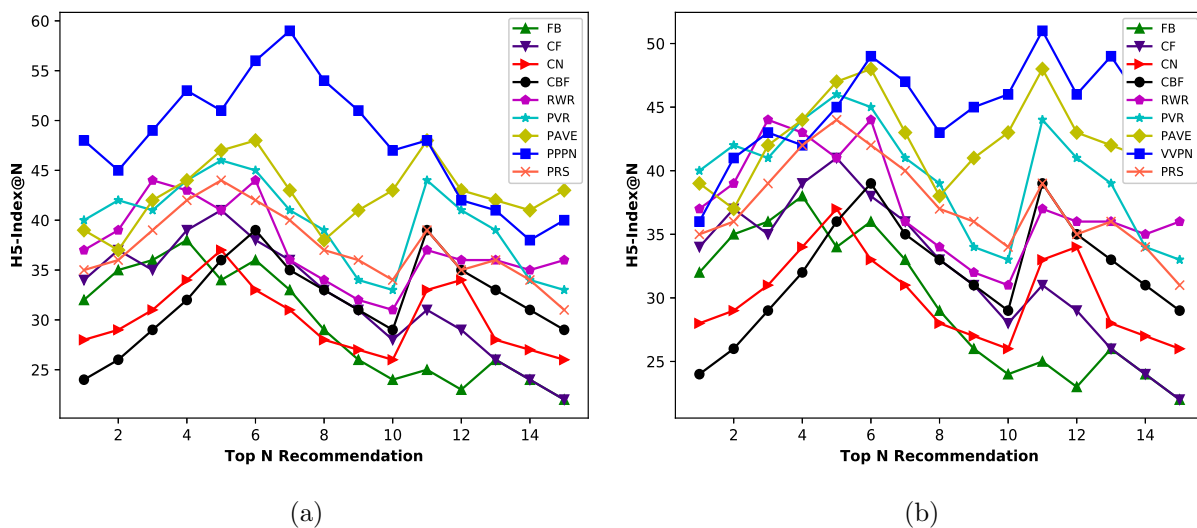 60
55
50
45
40
35
30
25
H5-Index@N
2 4 6 8 10 12 14
Top N Recommendation
FB
CF
CN
CBF
RWR
PVR
PAVE
PPPN
PRS
(a)
50
45
40
35
30
25
H5-Index@N
2 4 6 8 10 12 14
Top N Recommendation
FB
CF
CN
CBF
RWR
PVR
PAVE
VVPN
PRS
(b)